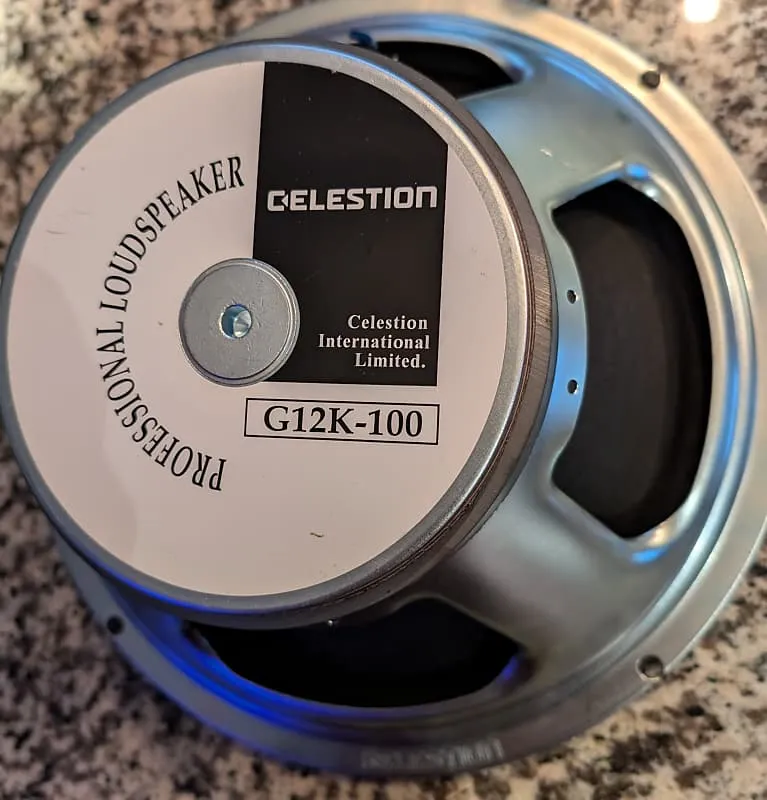 PROFESSIONAL LOUDSPEAKER
CELESTION
Celestion
International
Limited.
G12K-100